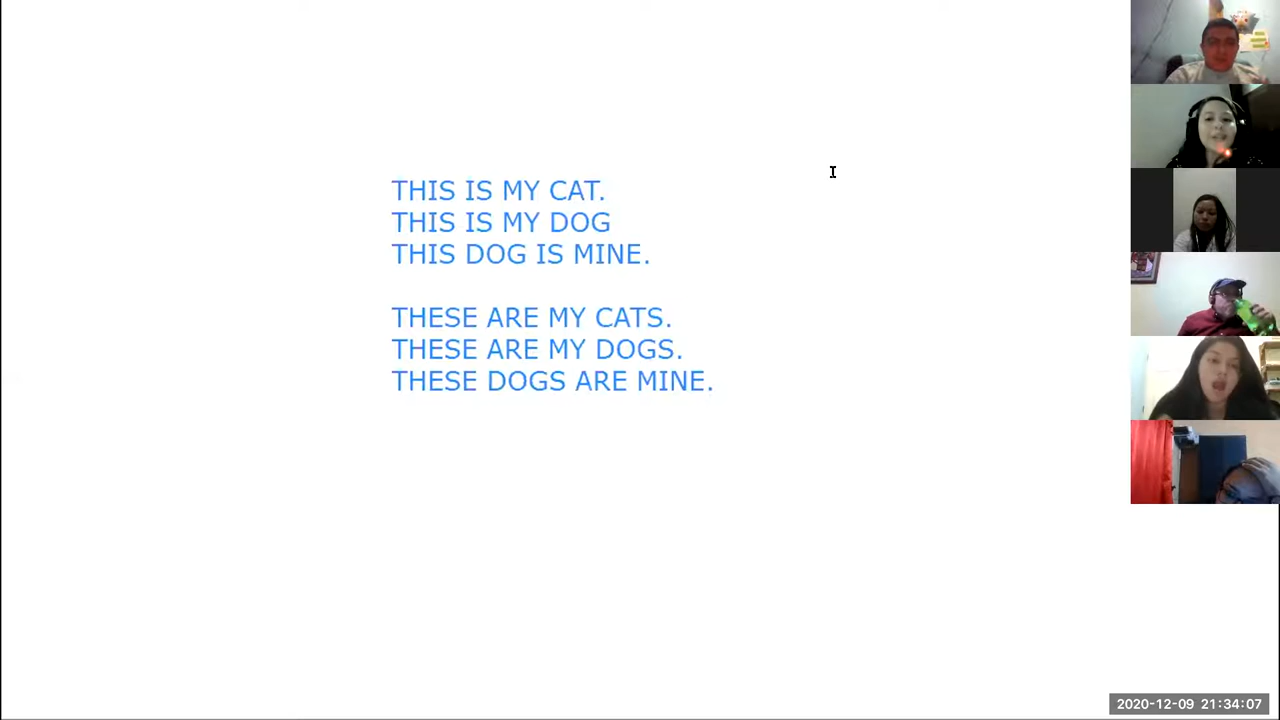 THIS IS MY CAT.
THIS IS MY DOG
THIS DOG IS MINE.
THESE ARE MY CATS.
THESE ARE MY DOGS.
THESE DOGS ARE MINE.
2020-12-09 21:34:07